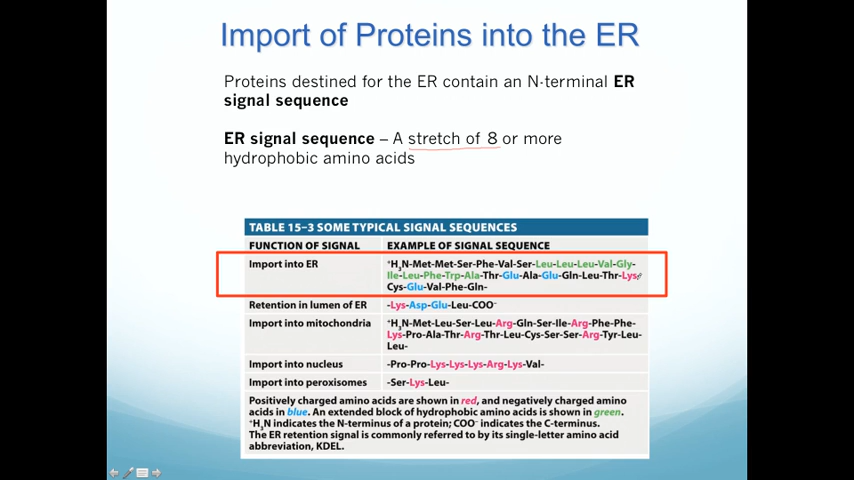 Import of Proteins into the ER
Proteins destined for the ER contain an N-terminal ER
signal sequence
ER signal sequence – A stretch of 8 or more
hydrophobic amino acids
TABLE 15–3 SOME TYPICAL SIGNAL SEQUENCES
FUNCTION OF SIGNAL EXAMPLE OF SIGNAL SEQUENCE
Import into ER ⁺H₃N-Met-Met-Ser-Phe-Val-Ser-Leu-Leu-Leu-Val-Gly-
Ile-Leu-Phe-Trp-Ala-Thr-Glu-Ala-Glu-Gln-Leu-Thr-Lys-
Cys-Glu-Val-Phe-Gln-
Retention in lumen of ER -Lys-Asp-Glu-Leu-COO⁻
Import into mitochondria ⁺H₃N-Met-Leu-Ser-Leu-Arg-Gln-Ser-Ile-Arg-Phe-Phe-
Lys-Pro-Ala-Thr-Arg-Thr-Leu-Cys-Ser-Ser-Arg-Tyr-Leu-
Leu-
Import into nucleus -Pro-Pro-Lys-Lys-Lys-Arg-Lys-Val-
Import into peroxisomes -Ser-Lys-Leu-
Positively charged amino acids are shown in red, and negatively charged amino
acids in blue. An extended block of hydrophobic amino acids is shown in green.
⁺H₃N indicates the N-terminus of a protein; COO⁻ indicates the C-terminus.
The ER retention signal is commonly referred to by its single-letter amino acid
abbreviation, KDEL.